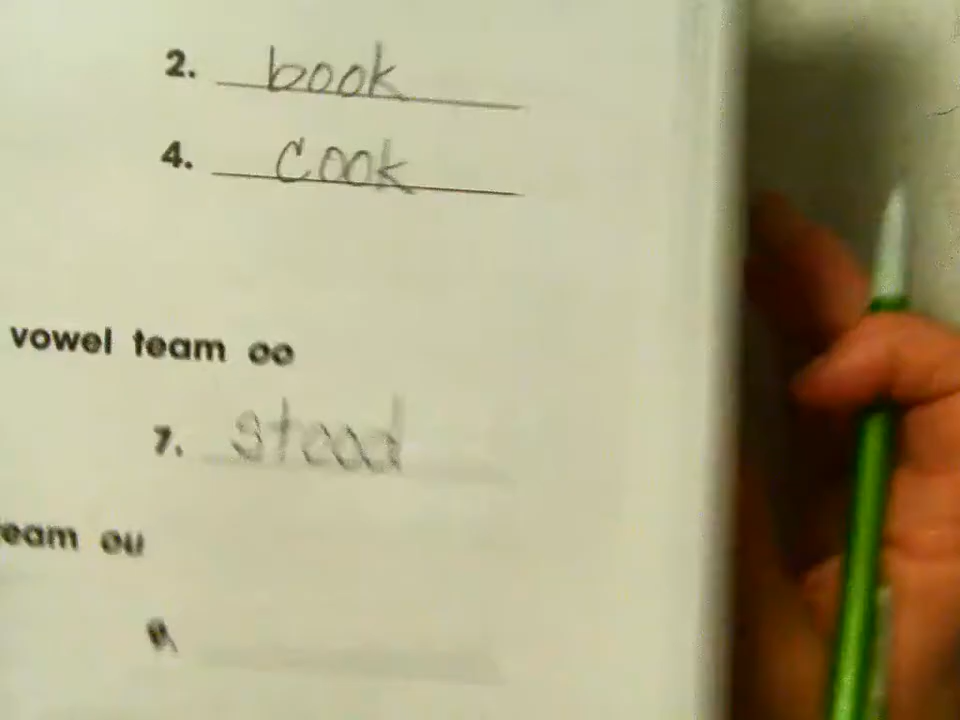 2. book
4. cook
vowel team oo
7. stood
eam ou